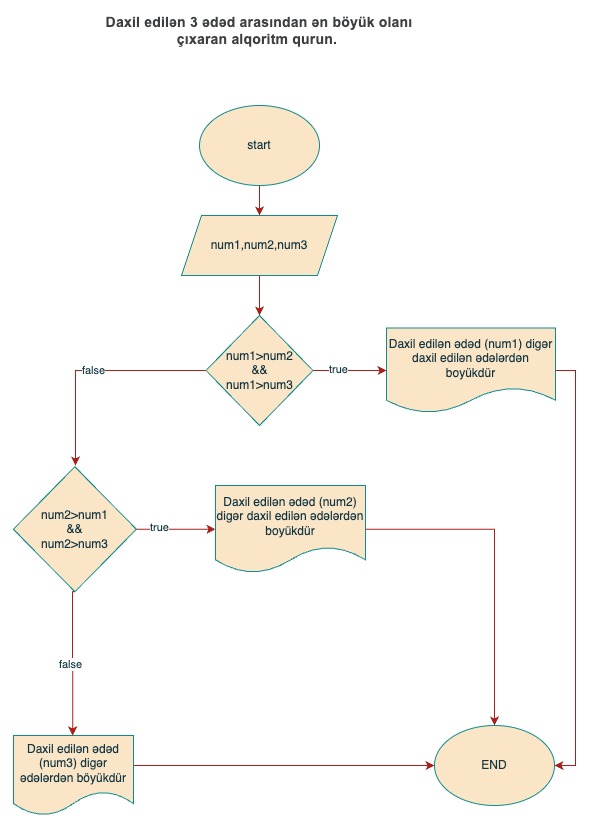 Daxil edilən 3 ədəd arasından ən böyük olanı
çıxaran alqoritm qurun.
start
num1,num2,num3
num1>num2
&&
num1>num3
false
true
Daxil edilən ədəd (num1) digər
daxil edilən ədələrdən
boyükdür
num2>num1
&&
num2>num3
true
Daxil edilən ədəd (num2)
digər daxil edilən ədələrdən
boyükdür
false
Daxil edilən ədəd
(num3) digər
ədələrdən böyükdür
END